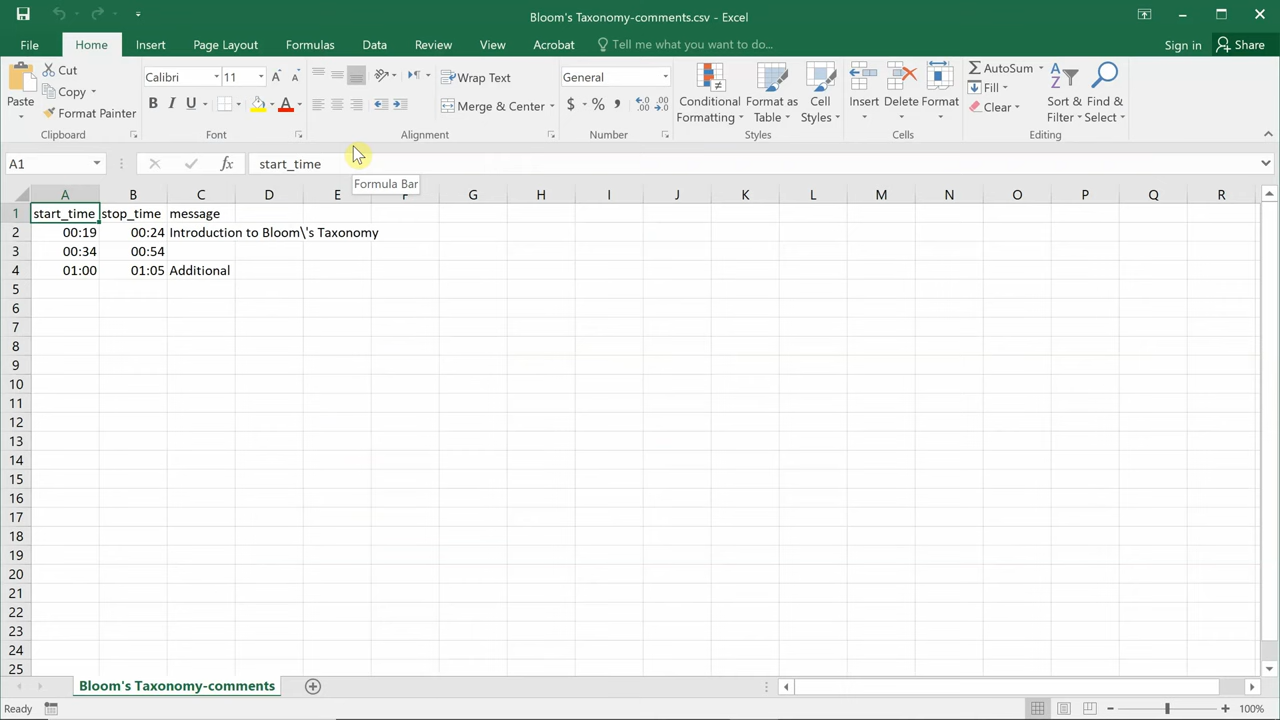 Bloom's Taxonomy-comments.csv - Excel
File Home Insert Page Layout Formulas Data Review View Acrobat Tell me what you want to do... Sign in Share
Paste Cut Copy Format Painter
Clipboard
Calibri 11
B I U
Font
Wrap Text
Merge & Center
Alignment
General
$ % ,
Number
Conditional Formatting Format as Table Cell Styles
Styles
Insert Delete Format
Cells
AutoSum Fill Clear Sort & Filter Find & Select
Editing
A1 fx start_time
Formula Bar
A B C D E F G H I J K L M N O P Q R
1 start_time stop_time message
2 00:19 00:24 Introduction to Bloom\'s Taxonomy
3 00:34 00:54
4 01:00 01:05 Additional
5
6
7
8
9
10
11
12
13
14
15
16
17
18
19
20
21
22
23
24
25
Bloom's Taxonomy-comments
Ready 100%